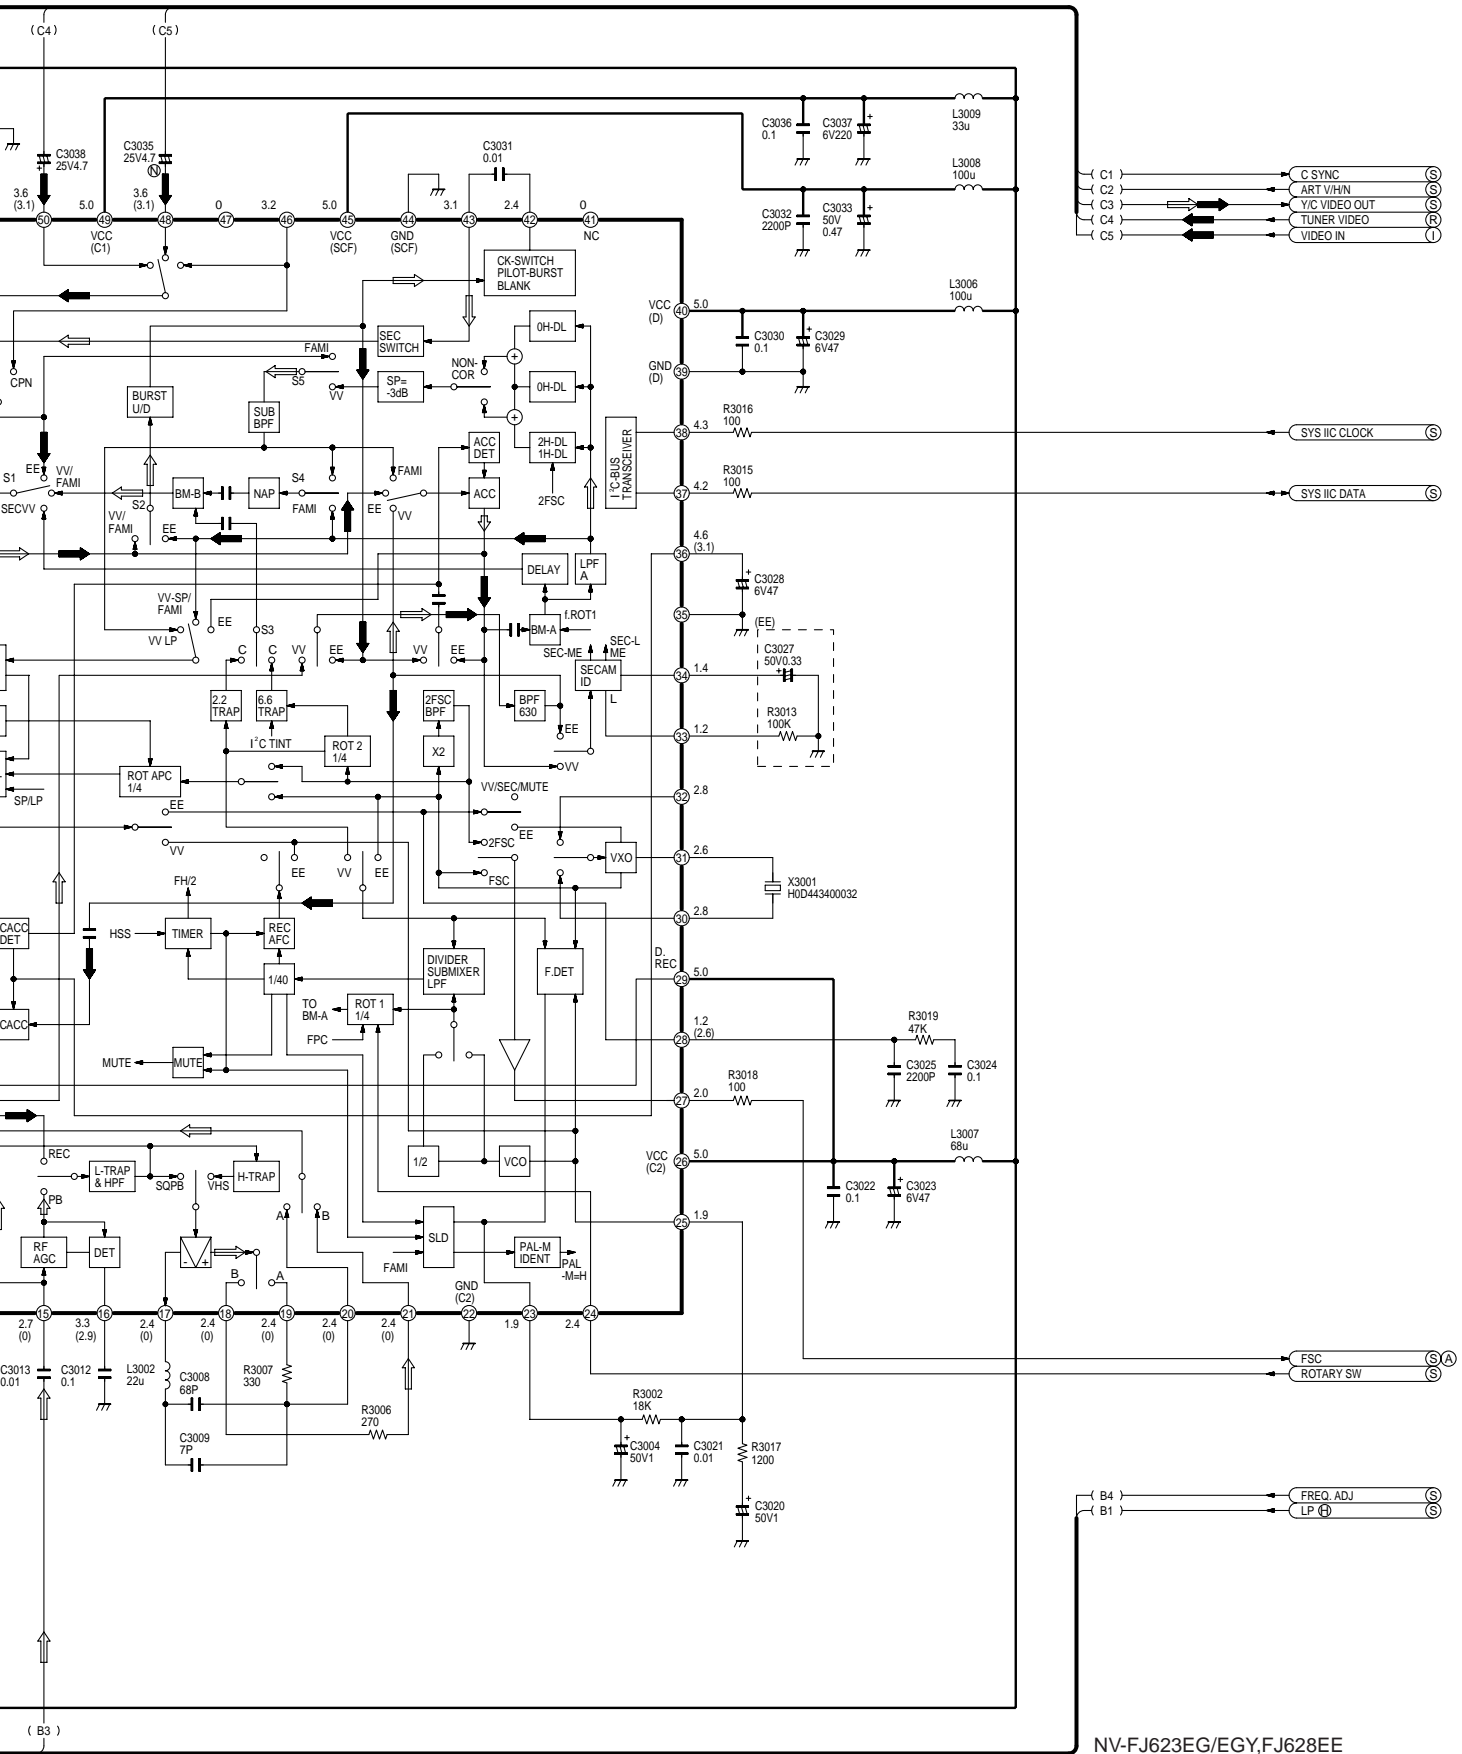 ( C4 )
( C5 )
C3038
25V4.7
C3035
25V4.7
N
C3031
0.01
C3036
0.1
C3037
6V220
+
L3009
33u
L3008
100u
C3032
2200P
C3033
50V
0.47
+
( C1 )
C SYNC
S
( C2 )
ART V/H/N
S
( C3 )
Y/C VIDEO OUT
S
( C4 )
TUNER VIDEO
R
( C5 )
VIDEO IN
I
3.6
(3.1)
5.0
3.6
(3.1)
0
3.2
5.0
3.1
2.4
0
50
49
48
47
46
45
44
43
42
41
VCC
(C1)
VCC
(SCF)
GND
(SCF)
NC
CK-SWITCH
PILOT-BURST
BLANK
L3006
100u
VCC
(D)
40
5.0
C3030
0.1
C3029
6V47
+
GND
(D)
39
0H-DL
SEC
SWITCH
FAMI
NON-
COR
+
CPN
S5
VV
SP=
-3dB
0H-DL
BURST
U/D
SUB
BPF
+
R3016
100
38
4.3
SYS IIC CLOCK
S
I2C-BUS
TRANSCEIVER
ACC
DET
2H-DL
1H-DL
S1
EE
VV/
FAMI
SECVV
S2
BM-B
NAP
S4
FAMI
FAMI
EE
VV
ACC
2FSC
R3015
100
37
4.2
SYS IIC DATA
S
VV/
FAMI
EE
4.6
(3.1)
36
DELAY
LPF
A
C3028
6V47
+
VV-SP/
FAMI
VV LP
EE
S3
f.ROT1
BM-A
35
(EE)
SEC-ME
SEC-L
ME
C3027
50V0.33
+
C
C
VV
EE
VV
EE
SECAM
ID
L
34
1.4
2.2
TRAP
6.6
TRAP
2FSC
BPF
BPF
630
EE
R3013
100K
33
1.2
I2C TINT
ROT 2
1/4
X2
VV
ROT APC
1/4
SP/LP
VV/SEC/MUTE
32
2.8
EE
EE
2FSC
VV
VXO
31
2.6
X3001
H0D443400032
FSC
EE
VV
EE
FH/2
30
2.8
CACC
DET
HSS
TIMER
REC
AFC
D.
REC
29
5.0
DIVIDER
SUBMIXER
LPF
F.DET
1/40
CACC
TO
BM-A
ROT 1
1/4
FPC
1.2
(2.6)
28
R3019
47K
C3025
2200P
C3024
0.1
MUTE
MUTE
R3018
100
27
2.0
L3007
68u
REC
VCC
(C2)
26
5.0
L-TRAP
& HPF
SQPB
VHS
H-TRAP
1/2
VCO
C3022
0.1
C3023
6V47
+
PB
A
B
25
1.9
RF
AGC
DET
- +
SLD
PAL-M
IDENT
PAL
-M=H
FAMI
B
A
GND
(C2)
15
16
17
18
19
20
21
22
23
24
2.7
(0)
3.3
(2.9)
2.4
(0)
2.4
(0)
2.4
(0)
2.4
(0)
2.4
(0)
1.9
2.4
FSC
S A
ROTARY SW
S
C3013
0.01
C3012
0.1
L3002
22u
C3008
68P
R3007
330
R3006
270
C3009
7P
R3002
18K
C3004
50V1
+
C3021
0.01
R3017
1200
C3020
50V1
+
( B4 )
FREQ. ADJ
S
( B1 )
LP H
S
( B3 )
NV-FJ623EG/EGY,FJ628EE